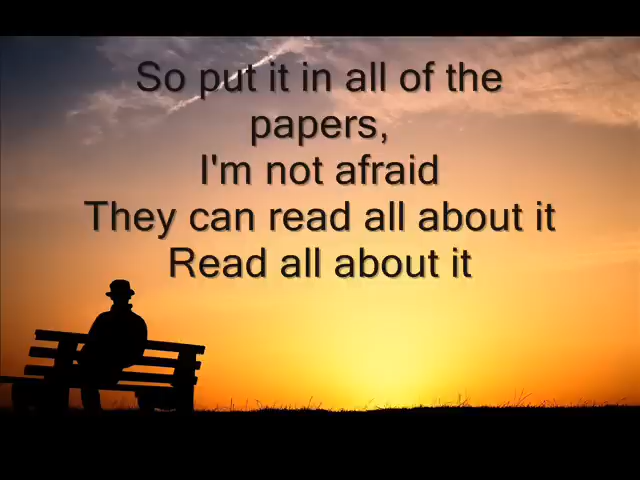 So put it in all of the
papers,
I'm not afraid
They can read all about it
Read all about it